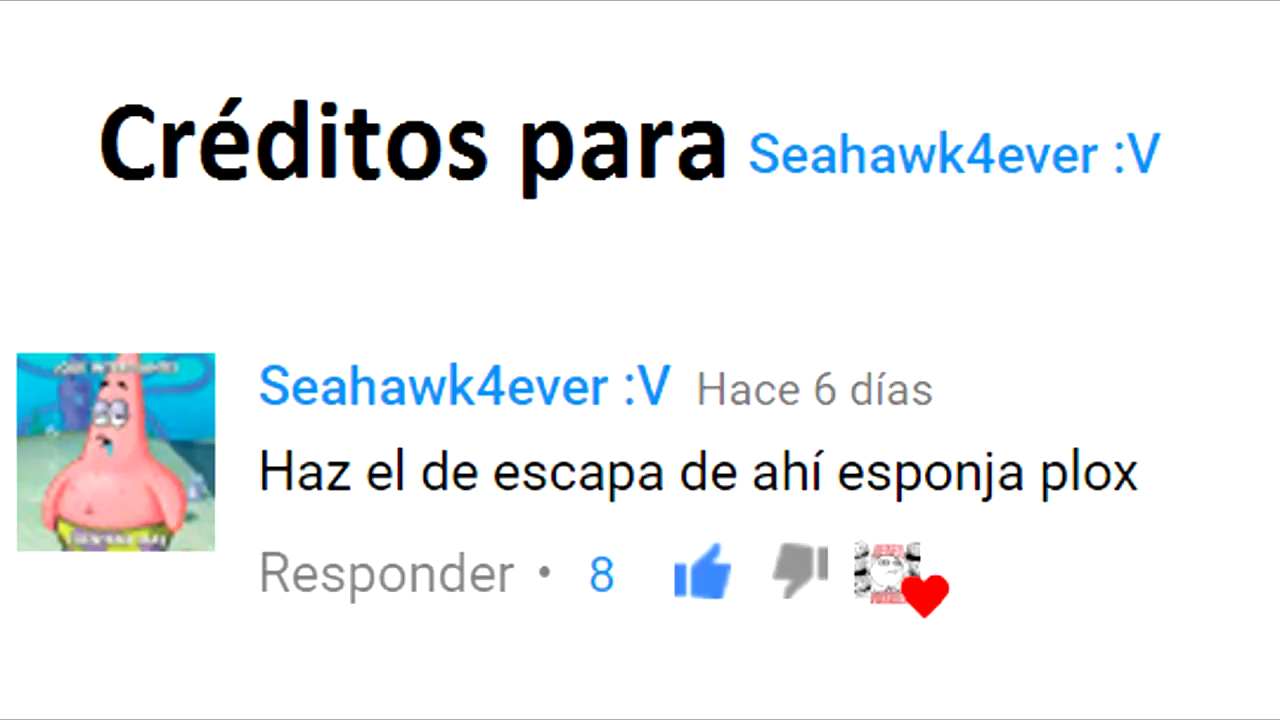 Créditos para Seahawk4ever :V
Seahawk4ever :V Hace 6 días
Haz el de escapa de ahí esponja plox
Responder • 8